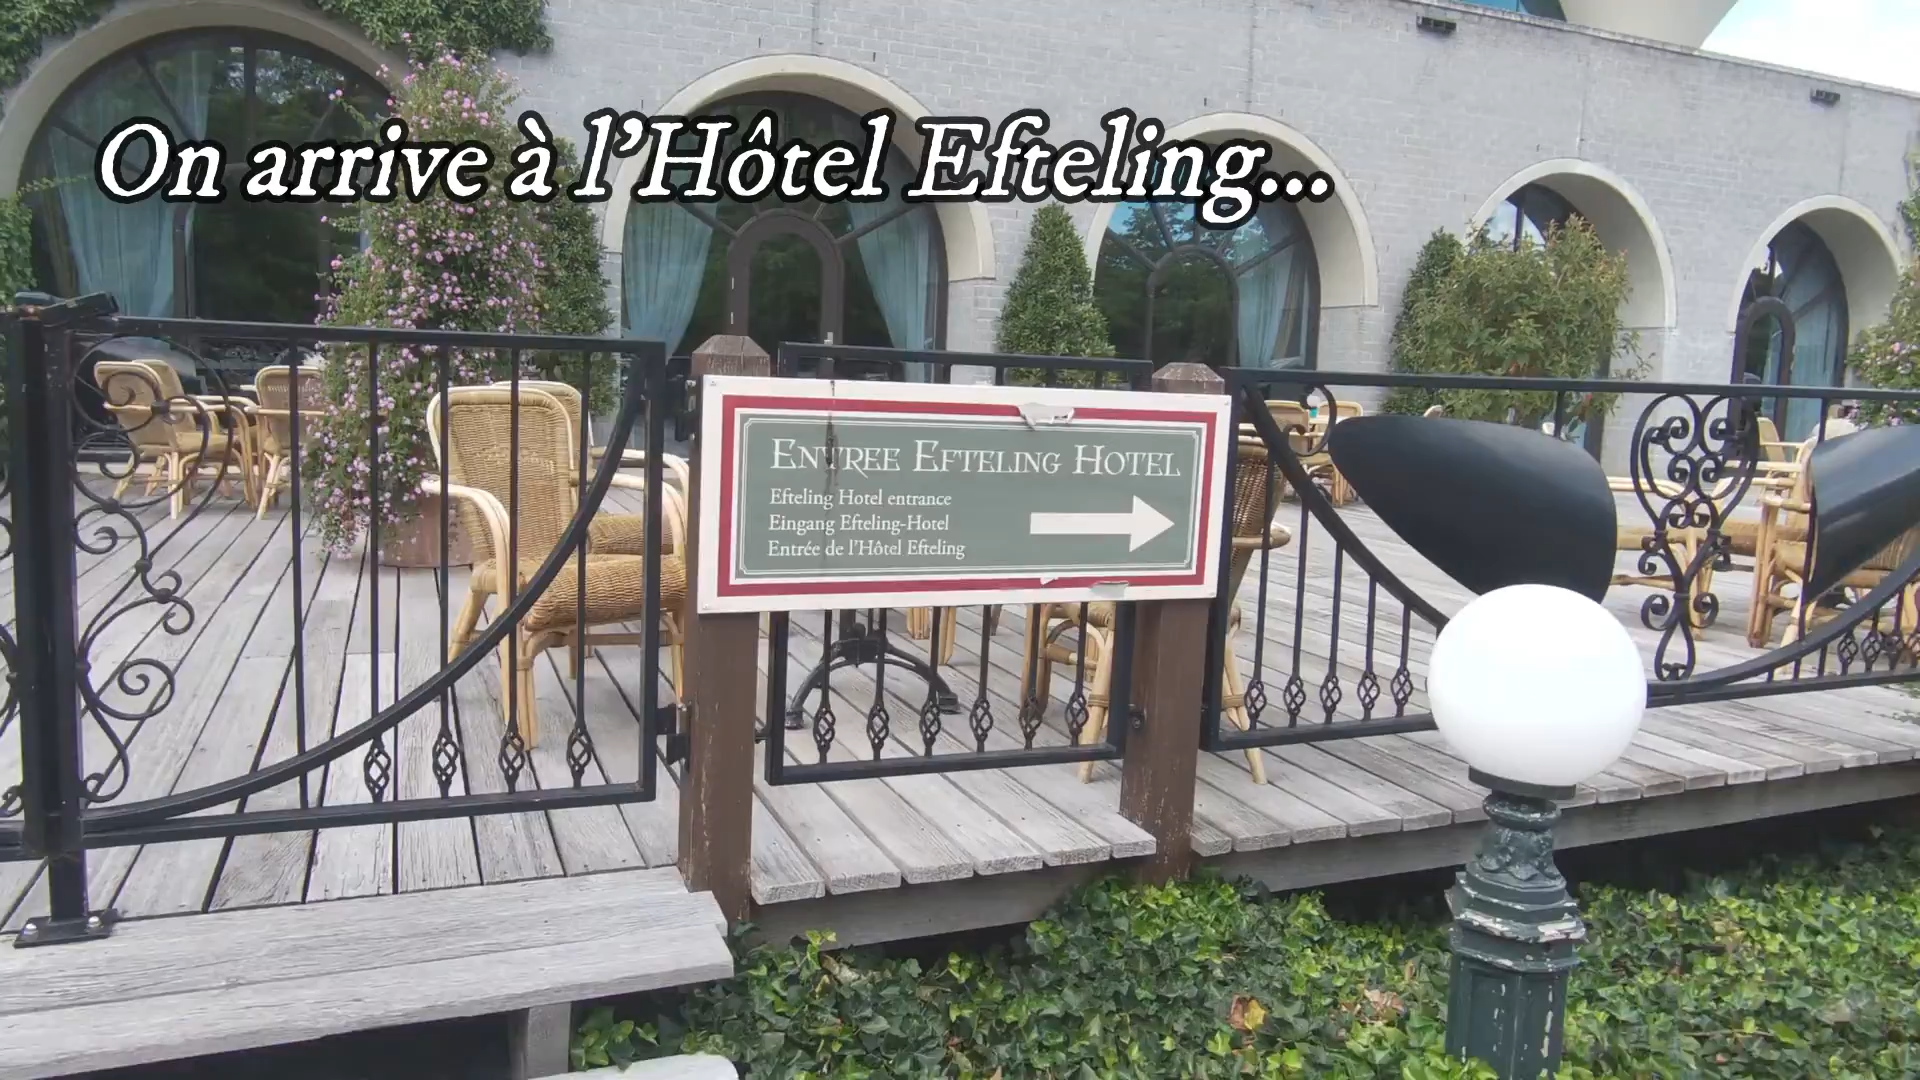 On arrive à l'Hôtel Efteling...
ENTREE EFTELING HOTEL
Efteling Hotel entrance
Eingang Efteling-Hotel
Entrée de l'Hôtel Efteling